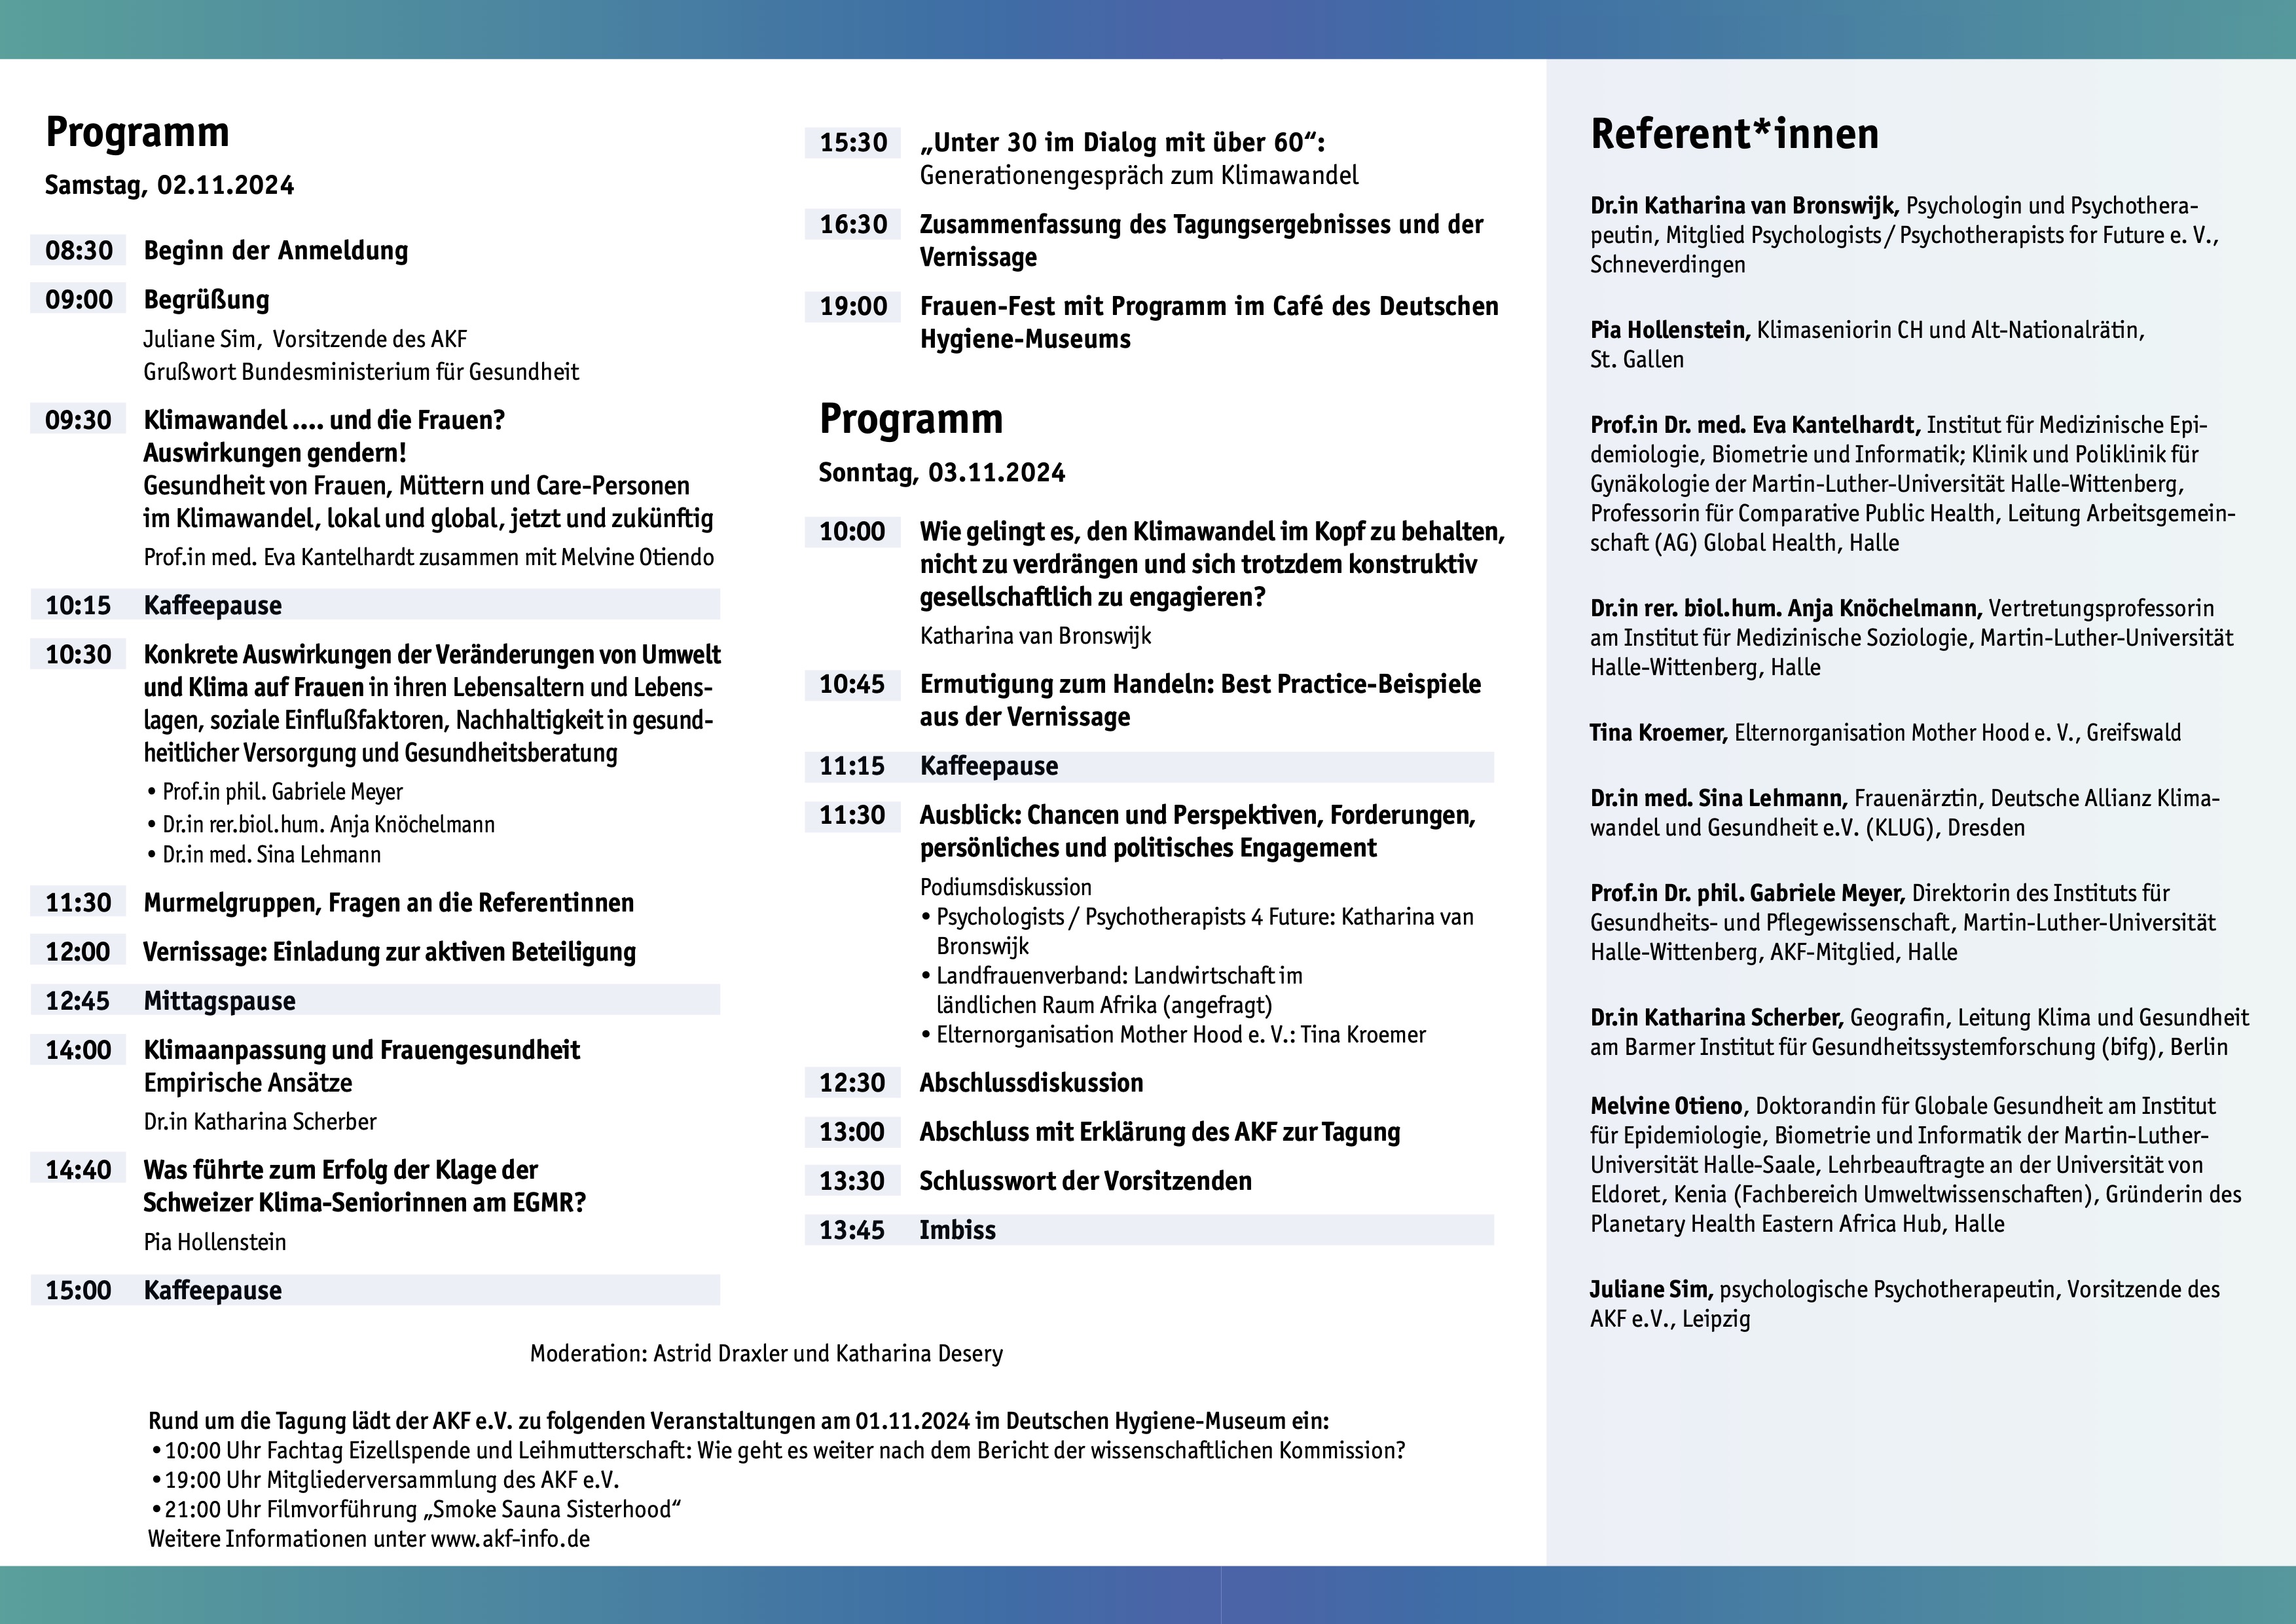 Programm
Samstag, 02.11.2024
08:30 Beginn der Anmeldung
09:00 Begrüßung
Juliane Sim, Vorsitzende des AKF
Grußwort Bundesministerium für Gesundheit
09:30 Klimawandel .... und die Frauen?
Auswirkungen gendern!
Gesundheit von Frauen, Müttern und Care-Personen
im Klimawandel, lokal und global, jetzt und zukünftig
Prof.in med. Eva Kantelhardt zusammen mit Melvine Otiendo
10:15 Kaffeepause
10:30 Konkrete Auswirkungen der Veränderungen von Umwelt
und Klima auf Frauen in ihren Lebensaltern und Lebens-
lagen, soziale Einflußfaktoren, Nachhaltigkeit in gesund-
heitlicher Versorgung und Gesundheitsberatung
• Prof.in phil. Gabriele Meyer
• Dr.in rer.biol.hum. Anja Knöchelmann
• Dr.in med. Sina Lehmann
11:30 Murmelgruppen, Fragen an die Referentinnen
12:00 Vernissage: Einladung zur aktiven Beteiligung
12:45 Mittagspause
14:00 Klimaanpassung und Frauengesundheit
Empirische Ansätze
Dr.in Katharina Scherber
14:40 Was führte zum Erfolg der Klage der
Schweizer Klima-Seniorinnen am EGMR?
Pia Hollenstein
15:00 Kaffeepause
15:30 „Unter 30 im Dialog mit über 60“:
Generationengespräch zum Klimawandel
16:30 Zusammenfassung des Tagungsergebnisses und der
Vernissage
19:00 Frauen-Fest mit Programm im Café des Deutschen
Hygiene-Museums
Programm
Sonntag, 03.11.2024
10:00 Wie gelingt es, den Klimawandel im Kopf zu behalten,
nicht zu verdrängen und sich trotzdem konstruktiv
gesellschaftlich zu engagieren?
Katharina van Bronswijk
10:45 Ermutigung zum Handeln: Best Practice-Beispiele
aus der Vernissage
11:15 Kaffeepause
11:30 Ausblick: Chancen und Perspektiven, Forderungen,
persönliches und politisches Engagement
Podiumsdiskussion
• Psychologists / Psychotherapists 4 Future: Katharina van
Bronswijk
• Landfrauenverband: Landwirtschaft im
ländlichen Raum Afrika (angefragt)
• Elternorganisation Mother Hood e. V.: Tina Kroemer
12:30 Abschlussdiskussion
13:00 Abschluss mit Erklärung des AKF zur Tagung
13:30 Schlusswort der Vorsitzenden
13:45 Imbiss
Moderation: Astrid Draxler und Katharina Desery
Rund um die Tagung lädt der AKF e.V. zu folgenden Veranstaltungen am 01.11.2024 im Deutschen Hygiene-Museum ein:
• 10:00 Uhr Fachtag Eizellspende und Leihmutterschaft: Wie geht es weiter nach dem Bericht der wissenschaftlichen Kommission?
• 19:00 Uhr Mitgliederversammlung des AKF e.V.
• 21:00 Uhr Filmvorführung „Smoke Sauna Sisterhood“
Weitere Informationen unter www.akf-info.de
Referent*innen
Dr.in Katharina van Bronswijk, Psychologin und Psychothera-
peutin, Mitglied Psychologists / Psychotherapists for Future e. V.,
Schneverdingen
Pia Hollenstein, Klimaseniorin CH und Alt-Nationalrätin,
St. Gallen
Prof.in Dr. med. Eva Kantelhardt, Institut für Medizinische Epi-
demiologie, Biometrie und Informatik; Klinik und Poliklinik für
Gynäkologie der Martin-Luther-Universität Halle-Wittenberg,
Professorin für Comparative Public Health, Leitung Arbeitsgemein-
schaft (AG) Global Health, Halle
Dr.in rer. biol.hum. Anja Knöchelmann, Vertretungsprofessorin
am Institut für Medizinische Soziologie, Martin-Luther-Universität
Halle-Wittenberg, Halle
Tina Kroemer, Elternorganisation Mother Hood e. V., Greifswald
Dr.in med. Sina Lehmann, Frauenärztin, Deutsche Allianz Klima-
wandel und Gesundheit e.V. (KLUG), Dresden
Prof.in Dr. phil. Gabriele Meyer, Direktorin des Instituts für
Gesundheits- und Pflegewissenschaft, Martin-Luther-Universität
Halle-Wittenberg, AKF-Mitglied, Halle
Dr.in Katharina Scherber, Geografin, Leitung Klima und Gesundheit
am Barmer Institut für Gesundheitssystemforschung (bifg), Berlin
Melvine Otieno, Doktorandin für Globale Gesundheit am Institut
für Epidemiologie, Biometrie und Informatik der Martin-Luther-
Universität Halle-Saale, Lehrbeauftragte an der Universität von
Eldoret, Kenia (Fachbereich Umweltwissenschaften), Gründerin des
Planetary Health Eastern Africa Hub, Halle
Juliane Sim, psychologische Psychotherapeutin, Vorsitzende des
AKF e.V., Leipzig